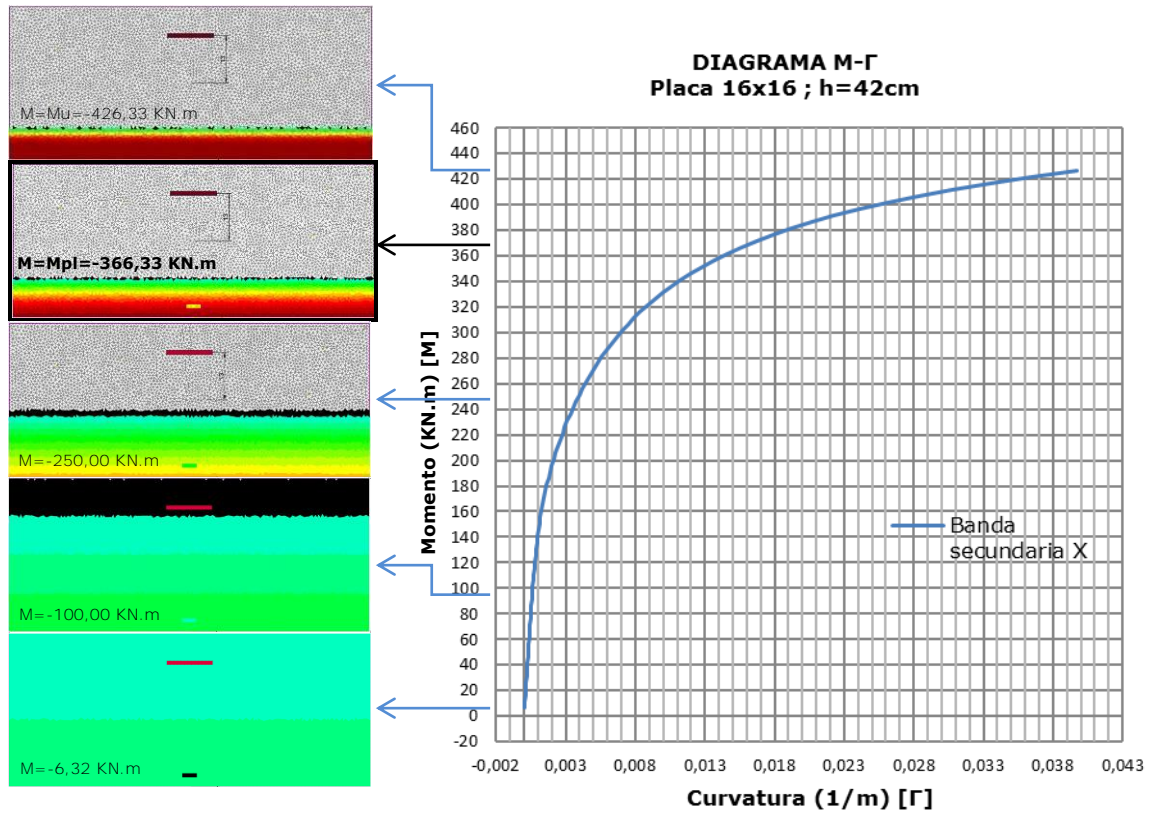 M=Mu=-426,33 KN.m
M=Mpl=-366,33 KN.m
M=-250,00 KN.m
M=-100,00 KN.m
M=-6,32 KN.m
DIAGRAMA M-Γ
Placa 16x16 ; h=42cm
Momento (KN.m) [M]
460
440
420
400
380
360
340
320
300
280
260
240
220
200
180
160
140
120
100
80
60
40
20
0
-20
-0,002 0,003 0,008 0,013 0,018 0,023 0,028 0,033 0,038 0,043
Curvatura (1/m) [Γ]
Banda
secundaria X